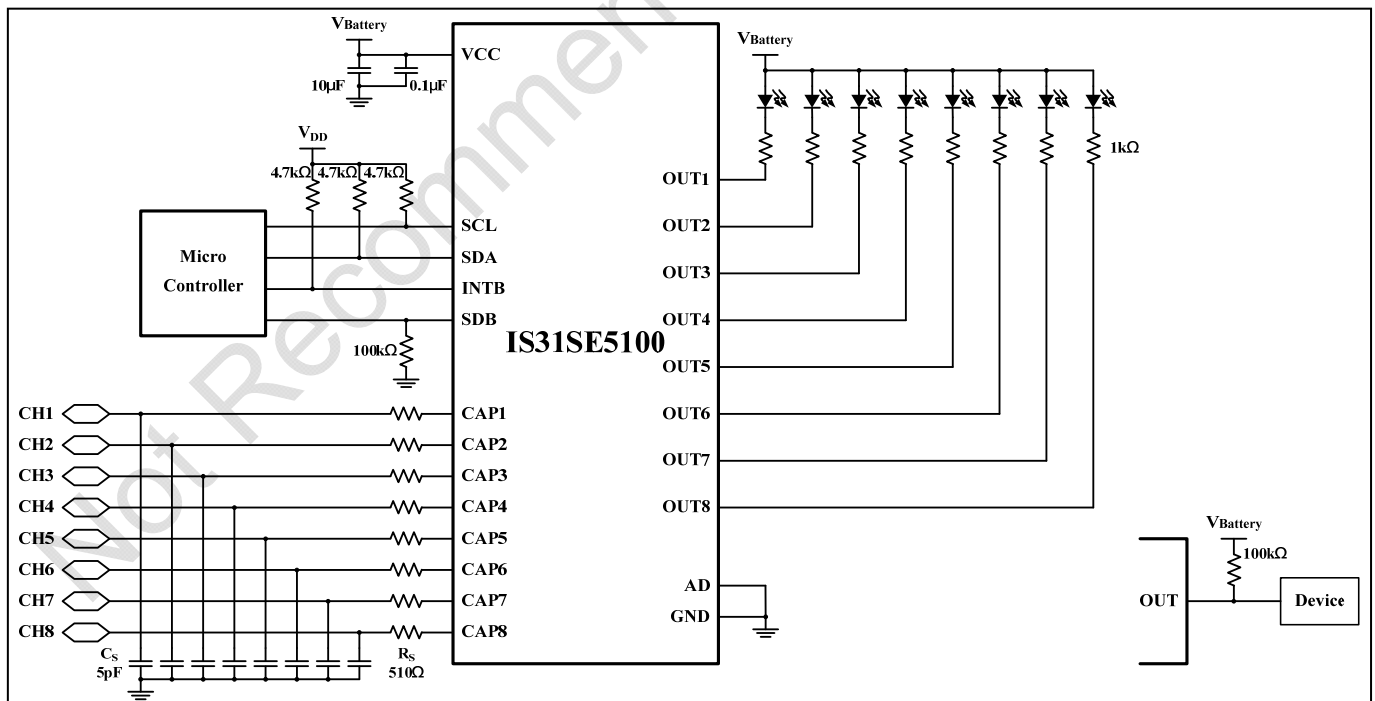 VBattery
VCC
10μF
0.1μF
VDD
4.7kΩ 4.7kΩ 4.7kΩ
Micro
Controller
SCL
SDA
INTB
SDB
100kΩ
IS31SE5100
CH1
CH2
CH3
CH4
CH5
CH6
CH7
CH8
CAP1
CAP2
CAP3
CAP4
CAP5
CAP6
CAP7
CAP8
CS
5pF
RS
510Ω
VBattery
1kΩ
OUT1
OUT2
OUT3
OUT4
OUT5
OUT6
OUT7
OUT8
AD
GND
VBattery
100kΩ
OUT
Device
Not Recommen